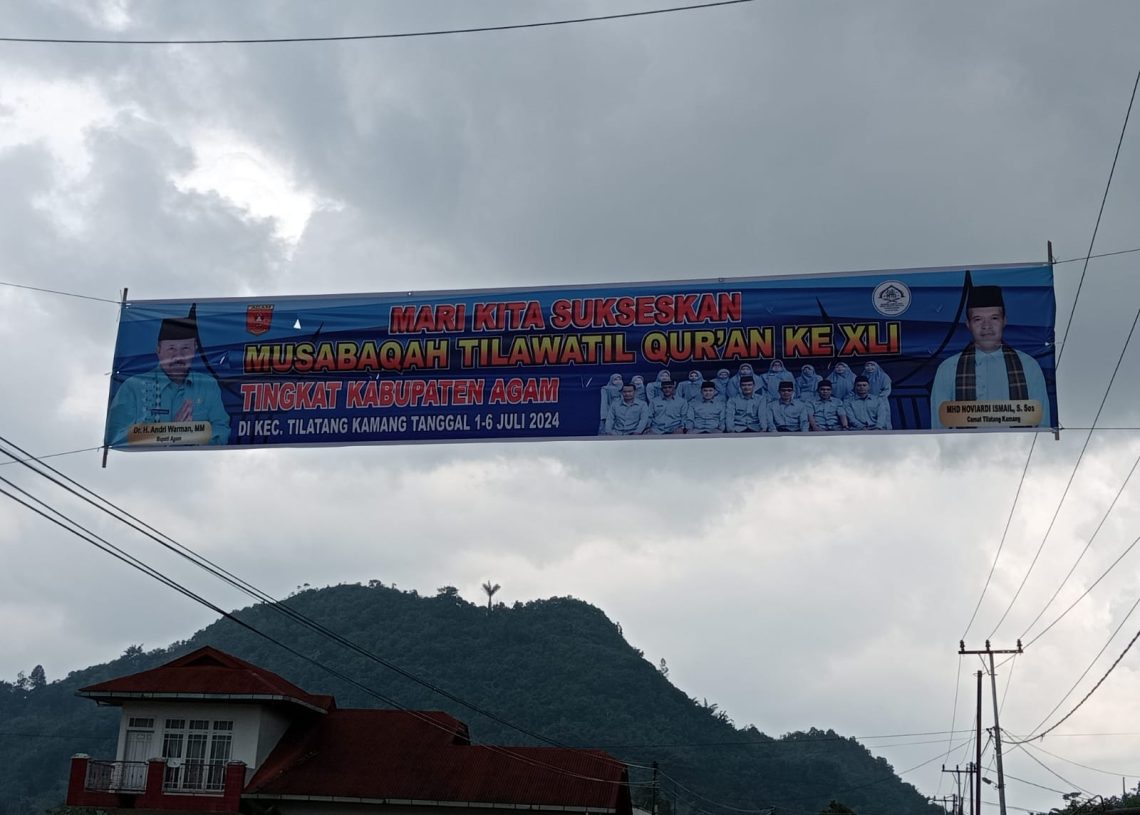 MARI KITA SUKSESKAN
MUSABAQAH TILAWATIL QUR'AN KE XLI
TINGKAT KABUPATEN AGAM
DI KEC. TILATANG KAMANG TANGGAL 1-6 JULI 2024
Dr. H. Andri Warman, MM
Bupati Agam
MHD NOVIARDI ISMAIL, S. Sos
Camat Tilatang Kamang